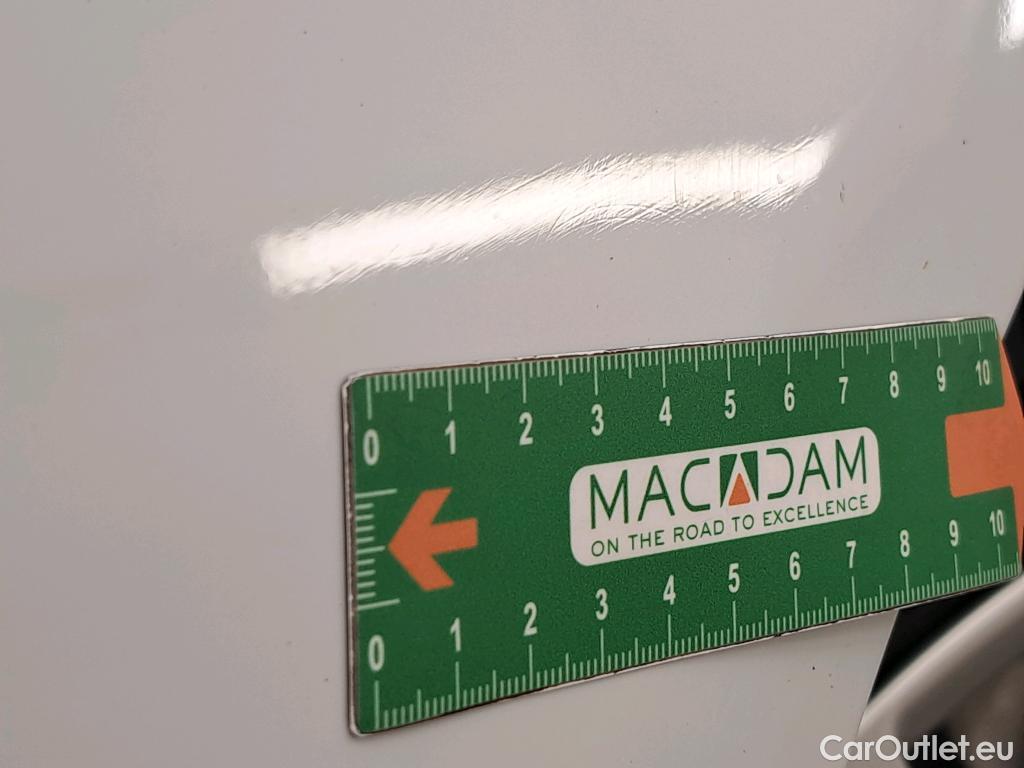 0 1 2 3 4 5 6 7 8 9 10
MACADAM
ON THE ROAD TO EXCELLENCE
0 1 2 3 4 5 6 7 8 9 10
CarOutlet.eu